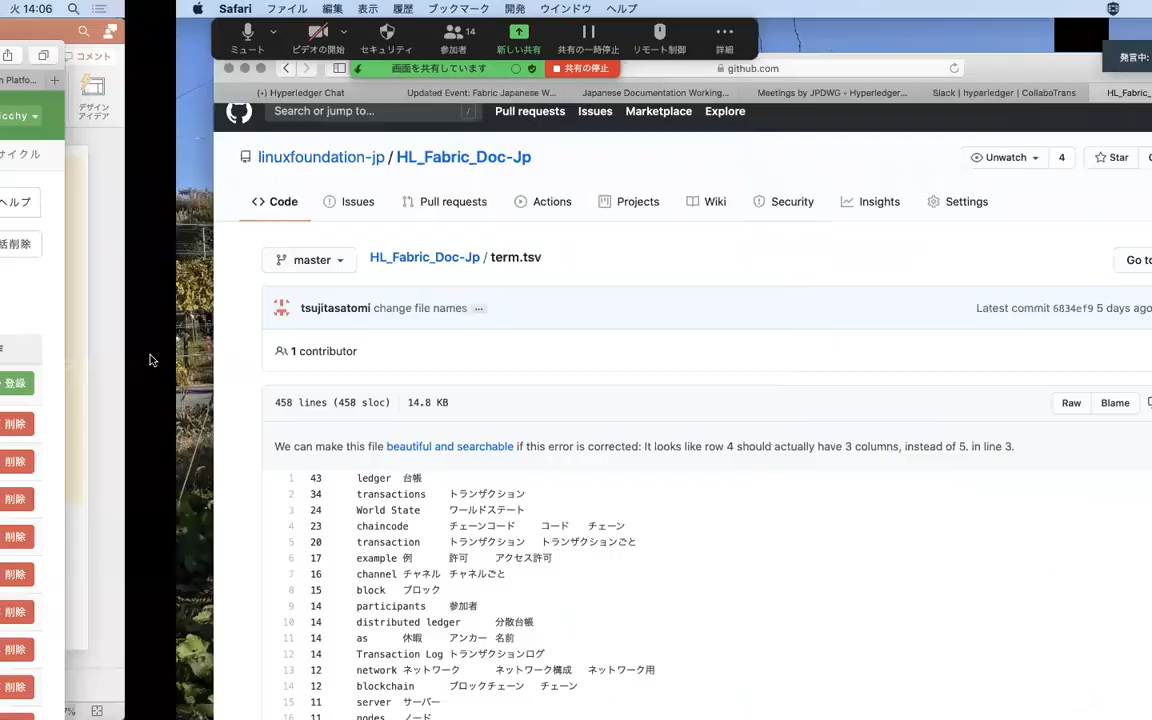 火 14:06
Safari ファイル 編集 表示 履歴 ブックマーク 開発 ウインドウ ヘルプ
ミュート ビデオの開始 セキュリティ 参加者 14 新しい共有 共有の一時停止 リモート制御 詳細
発言中:
画面を共有しています 共有の停止
github.com
コメント
デザイン
アイデア
n Platfo...
icchy
サイクル
ヘルプ
括削除
登録
削除
削除
削除
削除
削除
削除
削除
削除
(•) Hyperledger Chat Updated Event: Fabric Japanese W... Japanese Documentation Working... Meetings by JPDWG • Hyperledger... Slack | hyparledger | CollaboTrans HL_Fabric_
Search or jump to... / Pull requests Issues Marketplace Explore
linuxfoundation-jp / HL_Fabric_Doc-Jp
Unwatch 4 Star
Code Issues Pull requests Actions Projects Wiki Security Insights Settings
master HL_Fabric_Doc-Jp / term.tsv Go to
tsujitasatomi change file names ... Latest commit 6834ef9 5 days ago
1 contributor
458 lines (458 sloc) 14.8 KB Raw Blame
We can make this file beautiful and searchable if this error is corrected: It looks like row 4 should actually have 3 columns, instead of 5. in line 3.
1 43 ledger 台帳
2 34 transactions トランザクション
3 24 World State ワールドステート
4 23 chaincode チェーンコード コード チェーン
5 20 transaction トランザクション トランザクションごと
6 17 example 例 許可 アクセス許可
7 16 channel チャネル チャネルごと
8 15 block ブロック
9 14 participants 参加者
10 14 distributed ledger 分散台帳
11 14 as 休暇 アンカー 名前
12 14 Transaction Log トランザクションログ
13 12 network ネットワーク ネットワーク構成 ネットワーク用
14 12 blockchain ブロックチェーン チェーン
15 11 server サーバー
16 11 nodes ノード